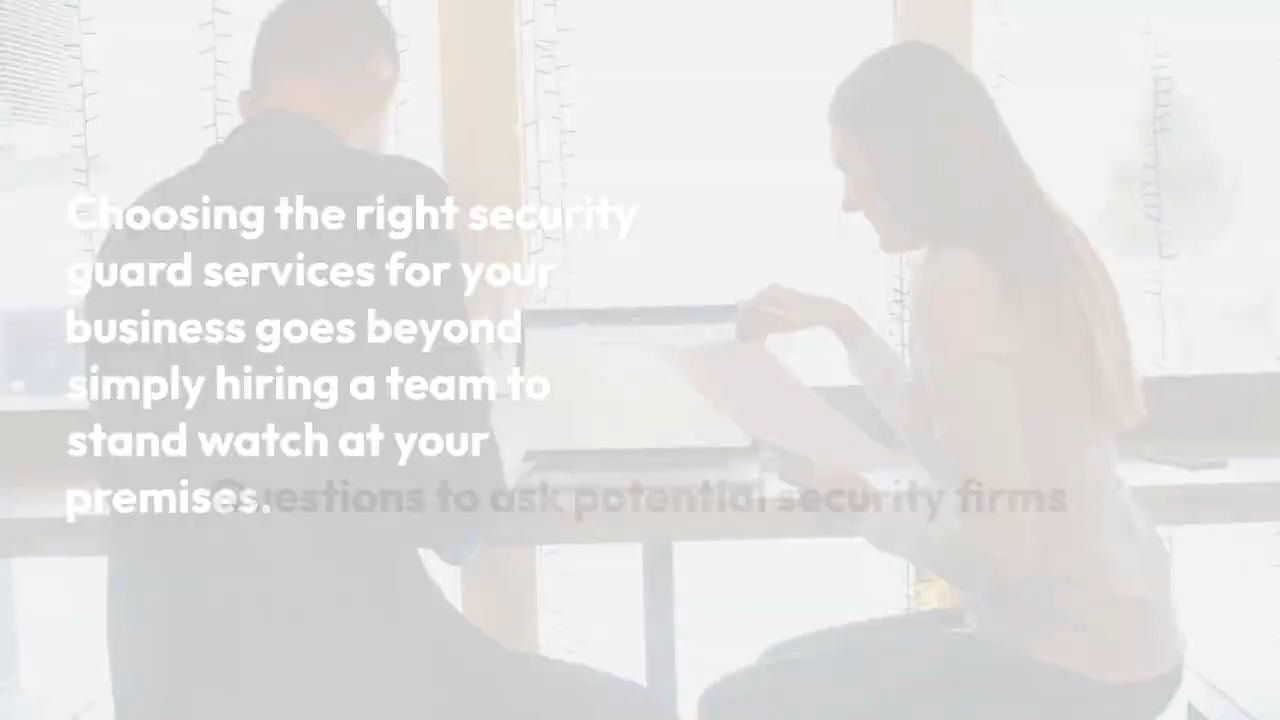 Choosing the right security
guard services for your
business goes beyond
simply hiring a team to
stand watch at your
premises.
Questions to ask potential security firms